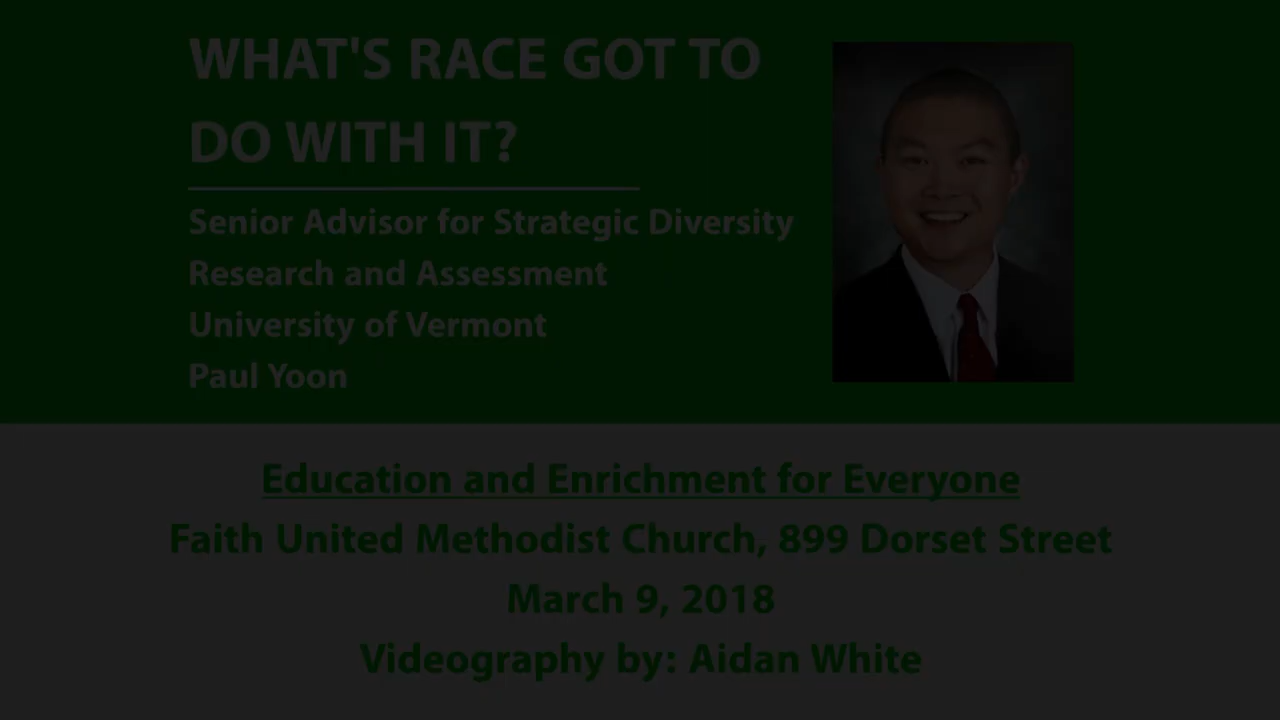 WHAT'S RACE GOT TO
DO WITH IT?
Senior Advisor for Strategic Diversity
Research and Assessment
University of Vermont
Paul Yoon
Education and Enrichment for Everyone
Faith United Methodist Church, 899 Dorset Street
March 9, 2018
Videography by: Aidan White